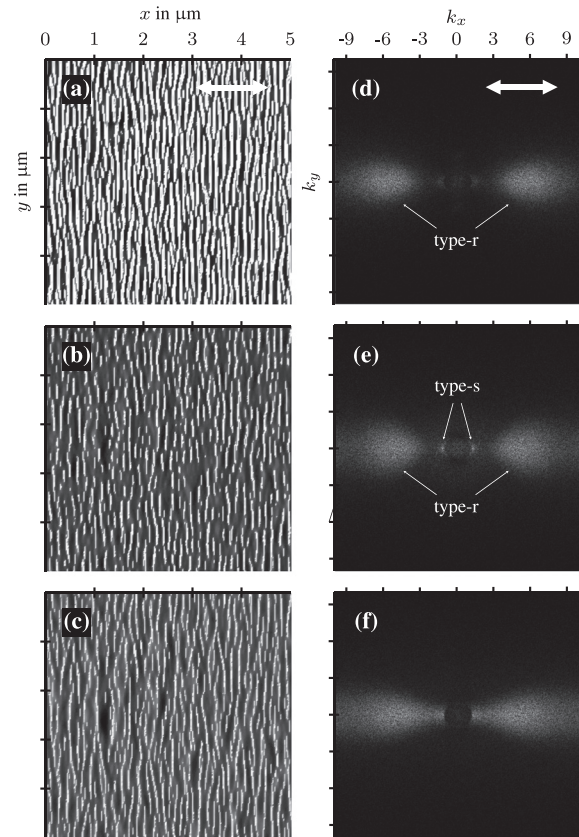 x in μm
k_x
0 1 2 3 4 5
-9 -6 -3 0 3 6 9
(a)
(d)
y in μm
k_y
type-r
(b)
(e)
type-s
type-r
(c)
(f)